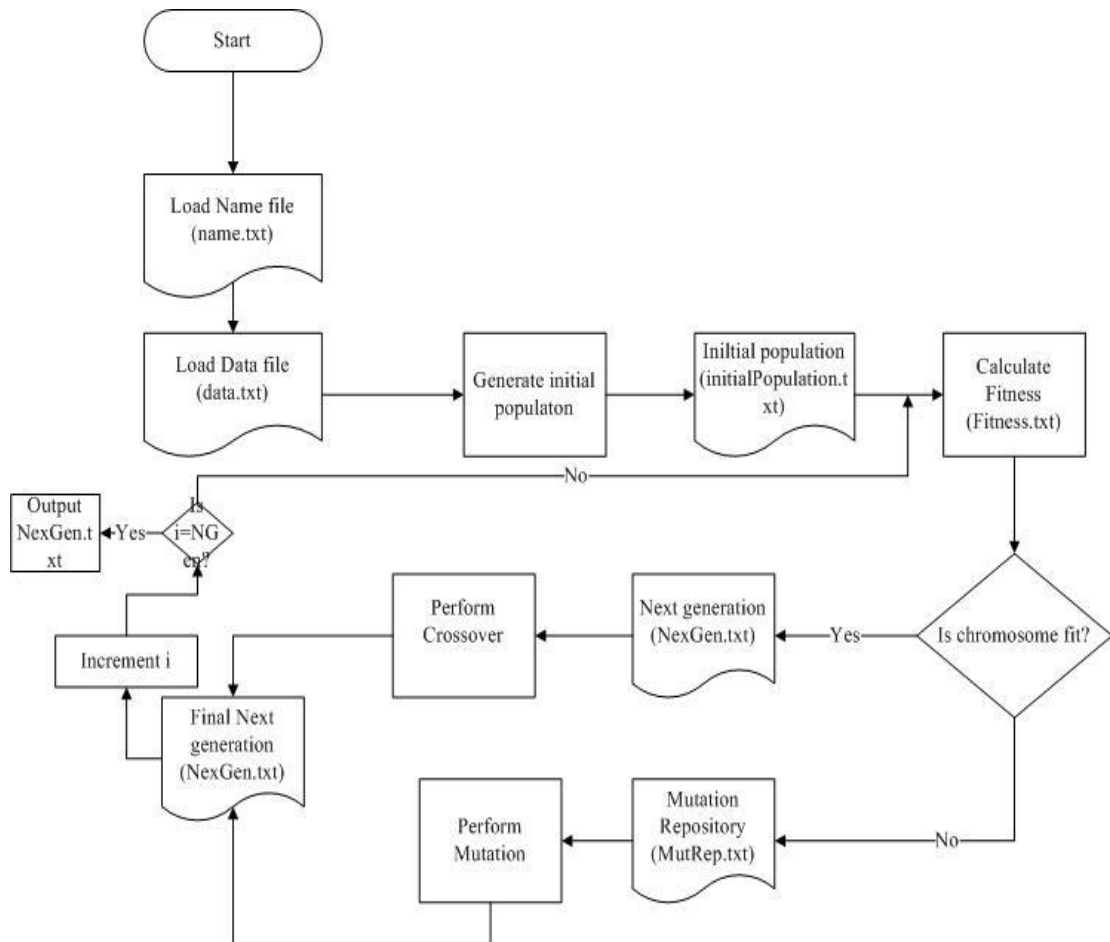 Start
Load Name file
(name.txt)
Load Data file
(data.txt)
Generate initial
populaton
Iniltial population
(initialPopulation.t
xt)
Calculate
Fitness
(Fitness.txt)
No
Output
NexGen.t
xt
Yes
Is
i=NG
en?
Perform
Crossover
Next generation
(NexGen.txt)
Yes
Is chromosome fit?
Increment i
Final Next
generation
(NexGen.txt)
Perform
Mutation
Mutation
Repository
(MutRep.txt)
No